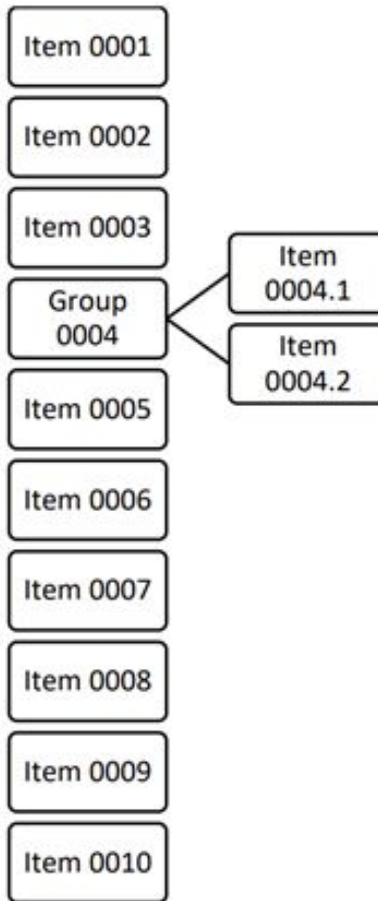 Item 0001
Item 0002
Item 0003
Group
0004
Item
0004.1
Item
0004.2
Item 0005
Item 0006
Item 0007
Item 0008
Item 0009
Item 0010